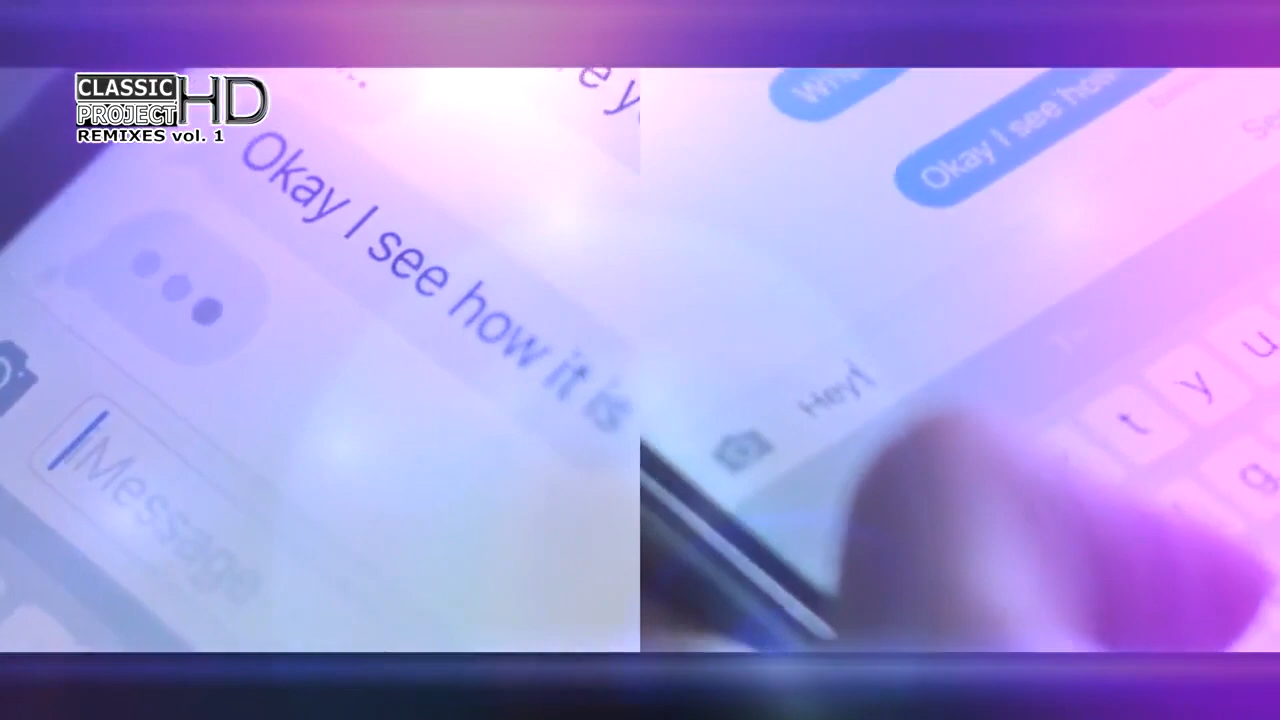 CLASSIC
PROJECT HD
REMIXES vol. 1
e y
Okay I see how it is
iMessage
Okay I see how
Hey!
t y u
g